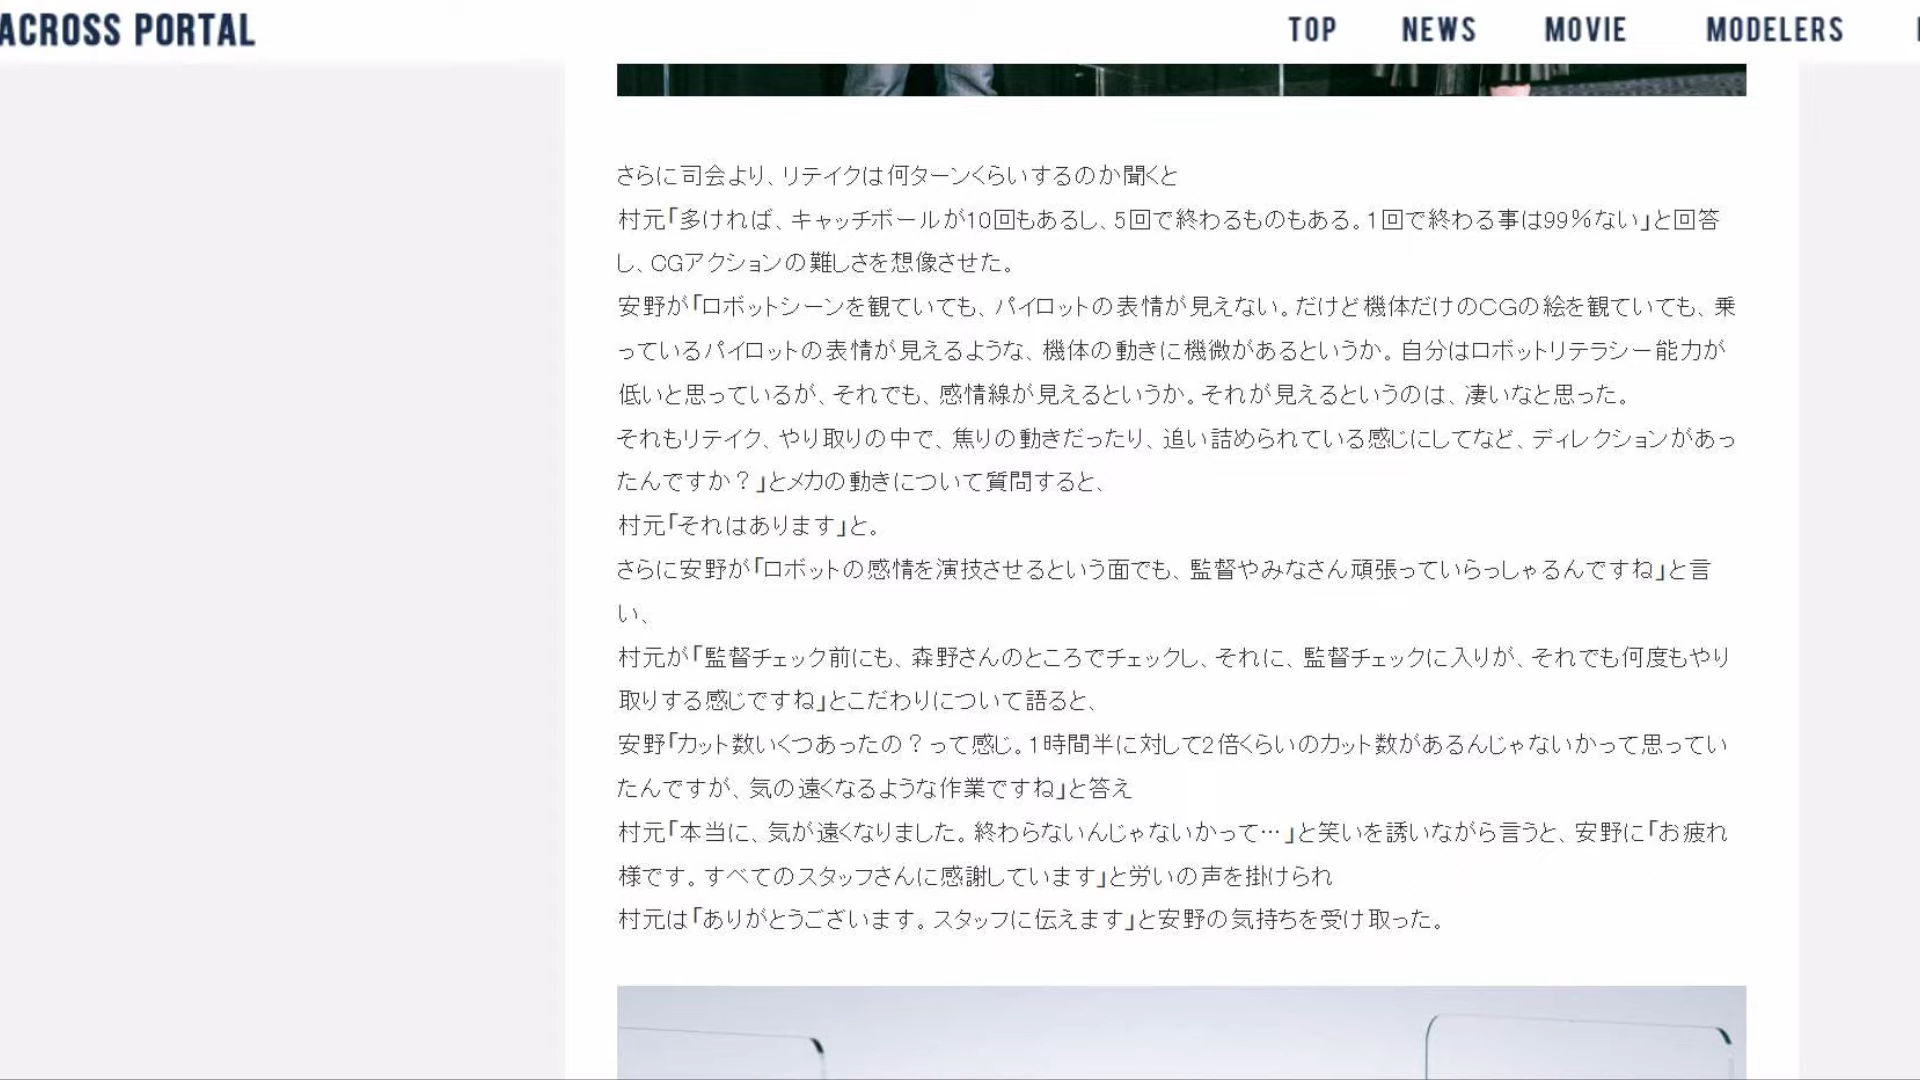 ACROSS PORTAL
TOP NEWS MOVIE MODELERS
さらに司会より、リテイクは何ターンくらいするのか聞くと
村元「多ければ、キャッチボールが10回もあるし、5回で終わるものもある。1回で終わる事は99％ない」と回答
し、CGアクションの難しさを想像させた。
安野が「ロボットシーンを観ていても、パイロットの表情が見えない。だけど機体だけのCGの絵を観ていても、乗
っているパイロットの表情が見えるような、機体の動きに機微があるというか。自分はロボットリテラシー能力が
低いと思っているが、それでも、感情線が見えるというか。それが見えるというのは、凄いなと思った。
それもリテイク、やり取りの中で、焦りの動きだったり、追い詰められている感じにしてなど、ディレクションがあっ
たんですか？」とメカの動きについて質問すると、
村元「それはあります」と。
さらに安野が「ロボットの感情を演技させるという面でも、監督やみなさん頑張っていらっしゃるんですね」と言
い、
村元が「監督チェック前にも、森野さんのところでチェックし、それに、監督チェックに入りが、それでも何度もやり
取りする感じですね」とこだわりについて語ると、
安野「カット数いくつあったの？って感じ。1時間半に対して2倍くらいのカット数があるんじゃないかって思ってい
たんですが、気の遠くなるような作業ですね」と答え
村元「本当に、気が遠くなりました。終わらないんじゃないかって…」と笑いを誘いながら言うと、安野に「お疲れ
様です。すべてのスタッフさんに感謝しています」と労いの声を掛けられ
村元は「ありがとうございます。スタッフに伝えます」と安野の気持ちを受け取った。